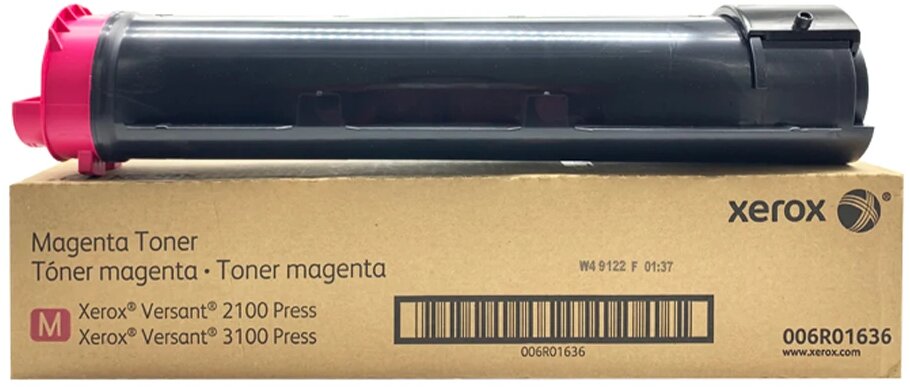 xerox ®
Magenta Toner
Tóner magenta • Toner magenta
W4 9122 F 01:37
M
Xerox® Versant® 2100 Press
Xerox® Versant® 3100 Press
006R01636
006R01636
www.xerox.com